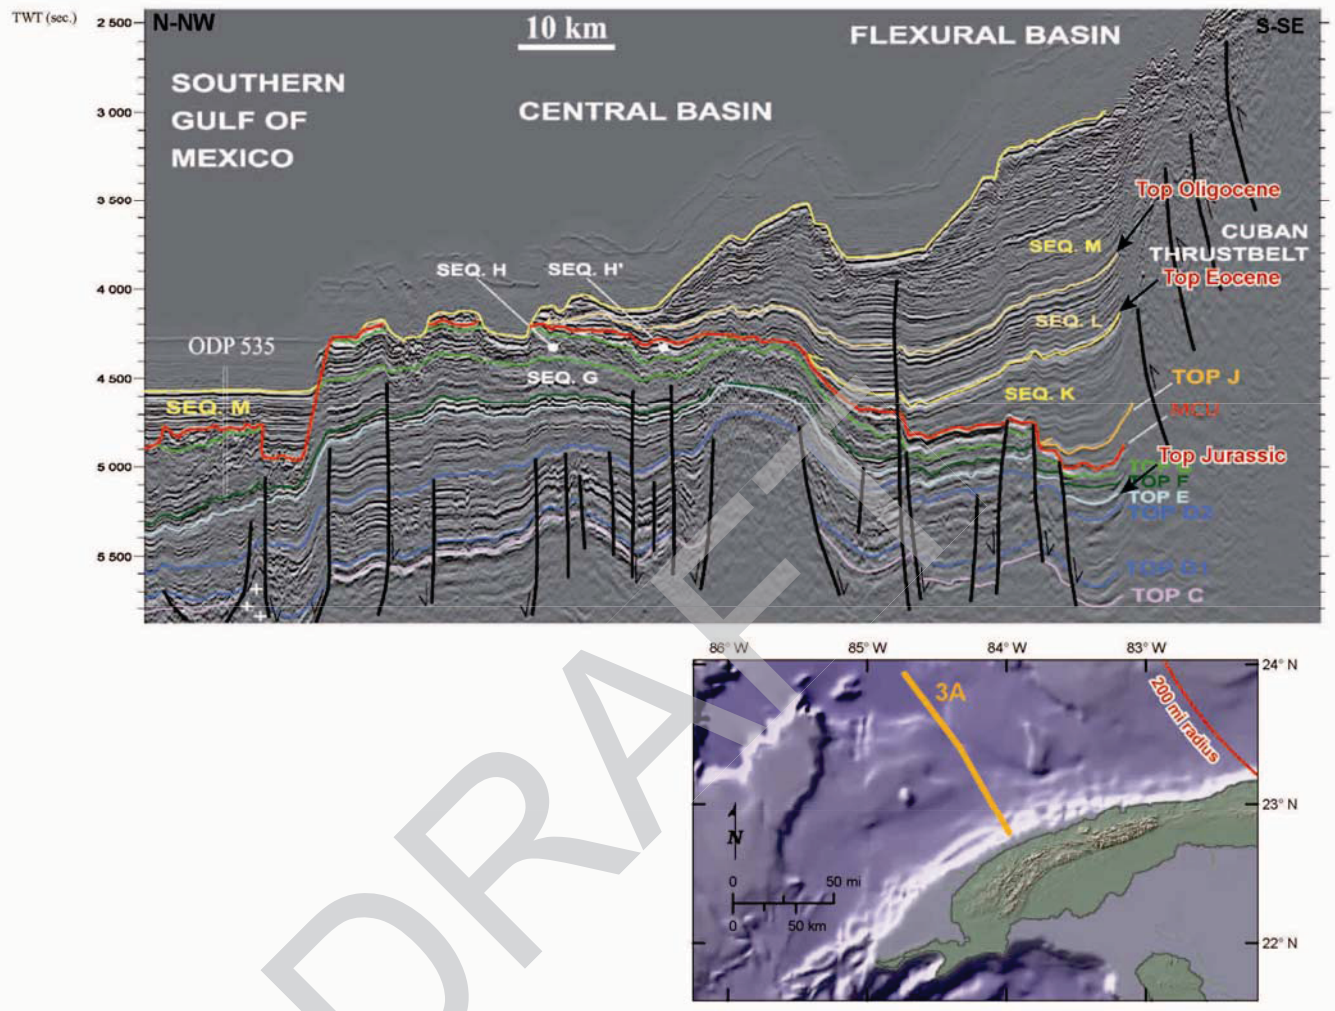 TWT (sec.)
2 500
N-NW
10 km
FLEXURAL BASIN
S-SE
SOUTHERN
GULF OF
MEXICO
CENTRAL BASIN
3 000
3 500
Top Oligocene
CUBAN
THRUSTBELT
SEQ. M
SEQ. H
SEQ. H'
Top Eocene
4 000
SEQ. L
ODP 535
4 500
SEQ. G
SEQ. K
TOP J
SEQ. M
MCU
Top Jurassic
5 000
TOP F
TOP E
TOP D2
5 500
TOP D1
TOP C
DRAFT
86° W
85° W
84° W
83° W
24° N
3A
200 mi radius
23° N
N
0
50 mi
0
50 km
22° N